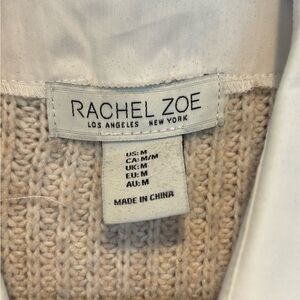 RACHEL ZOE
LOS ANGELES NEW YORK
US: M
CA: M/M
UK: M
EU: M
AU: M
MADE IN CHINA